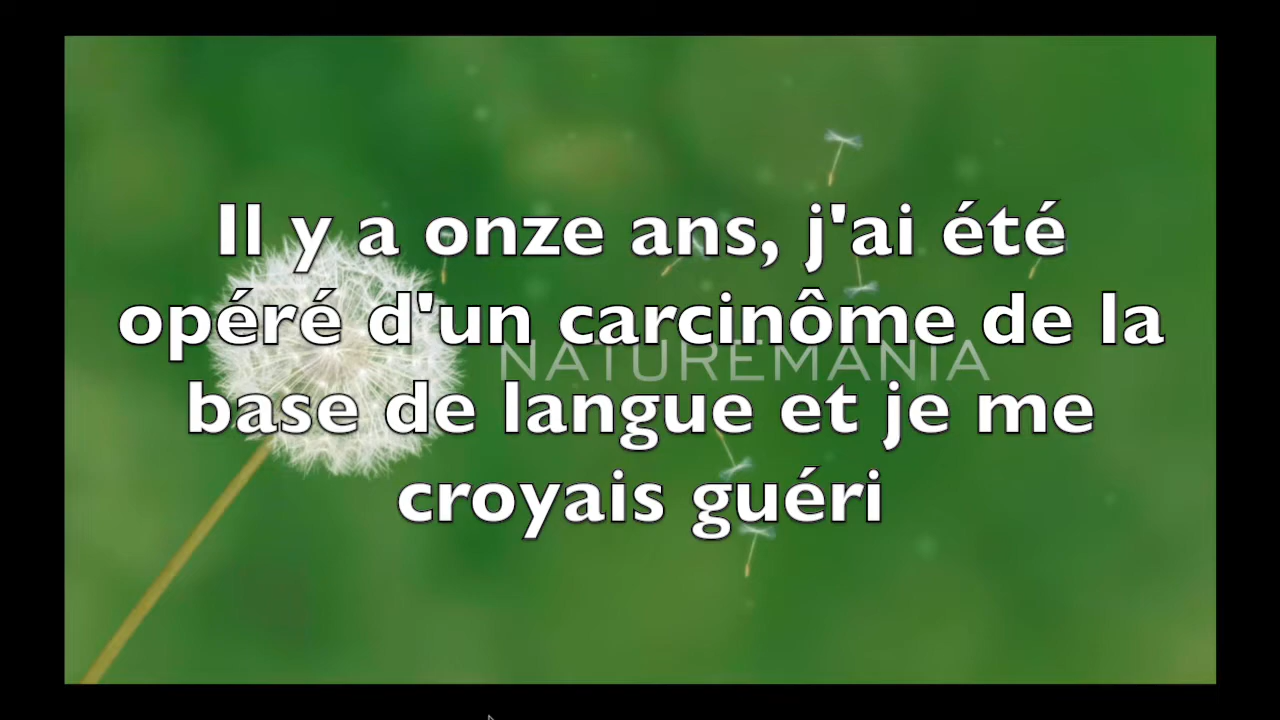 Il y a onze ans, j'ai été
opéré d'un carcinôme de la
NATUREMANIA
base de langue et je me
croyais guéri